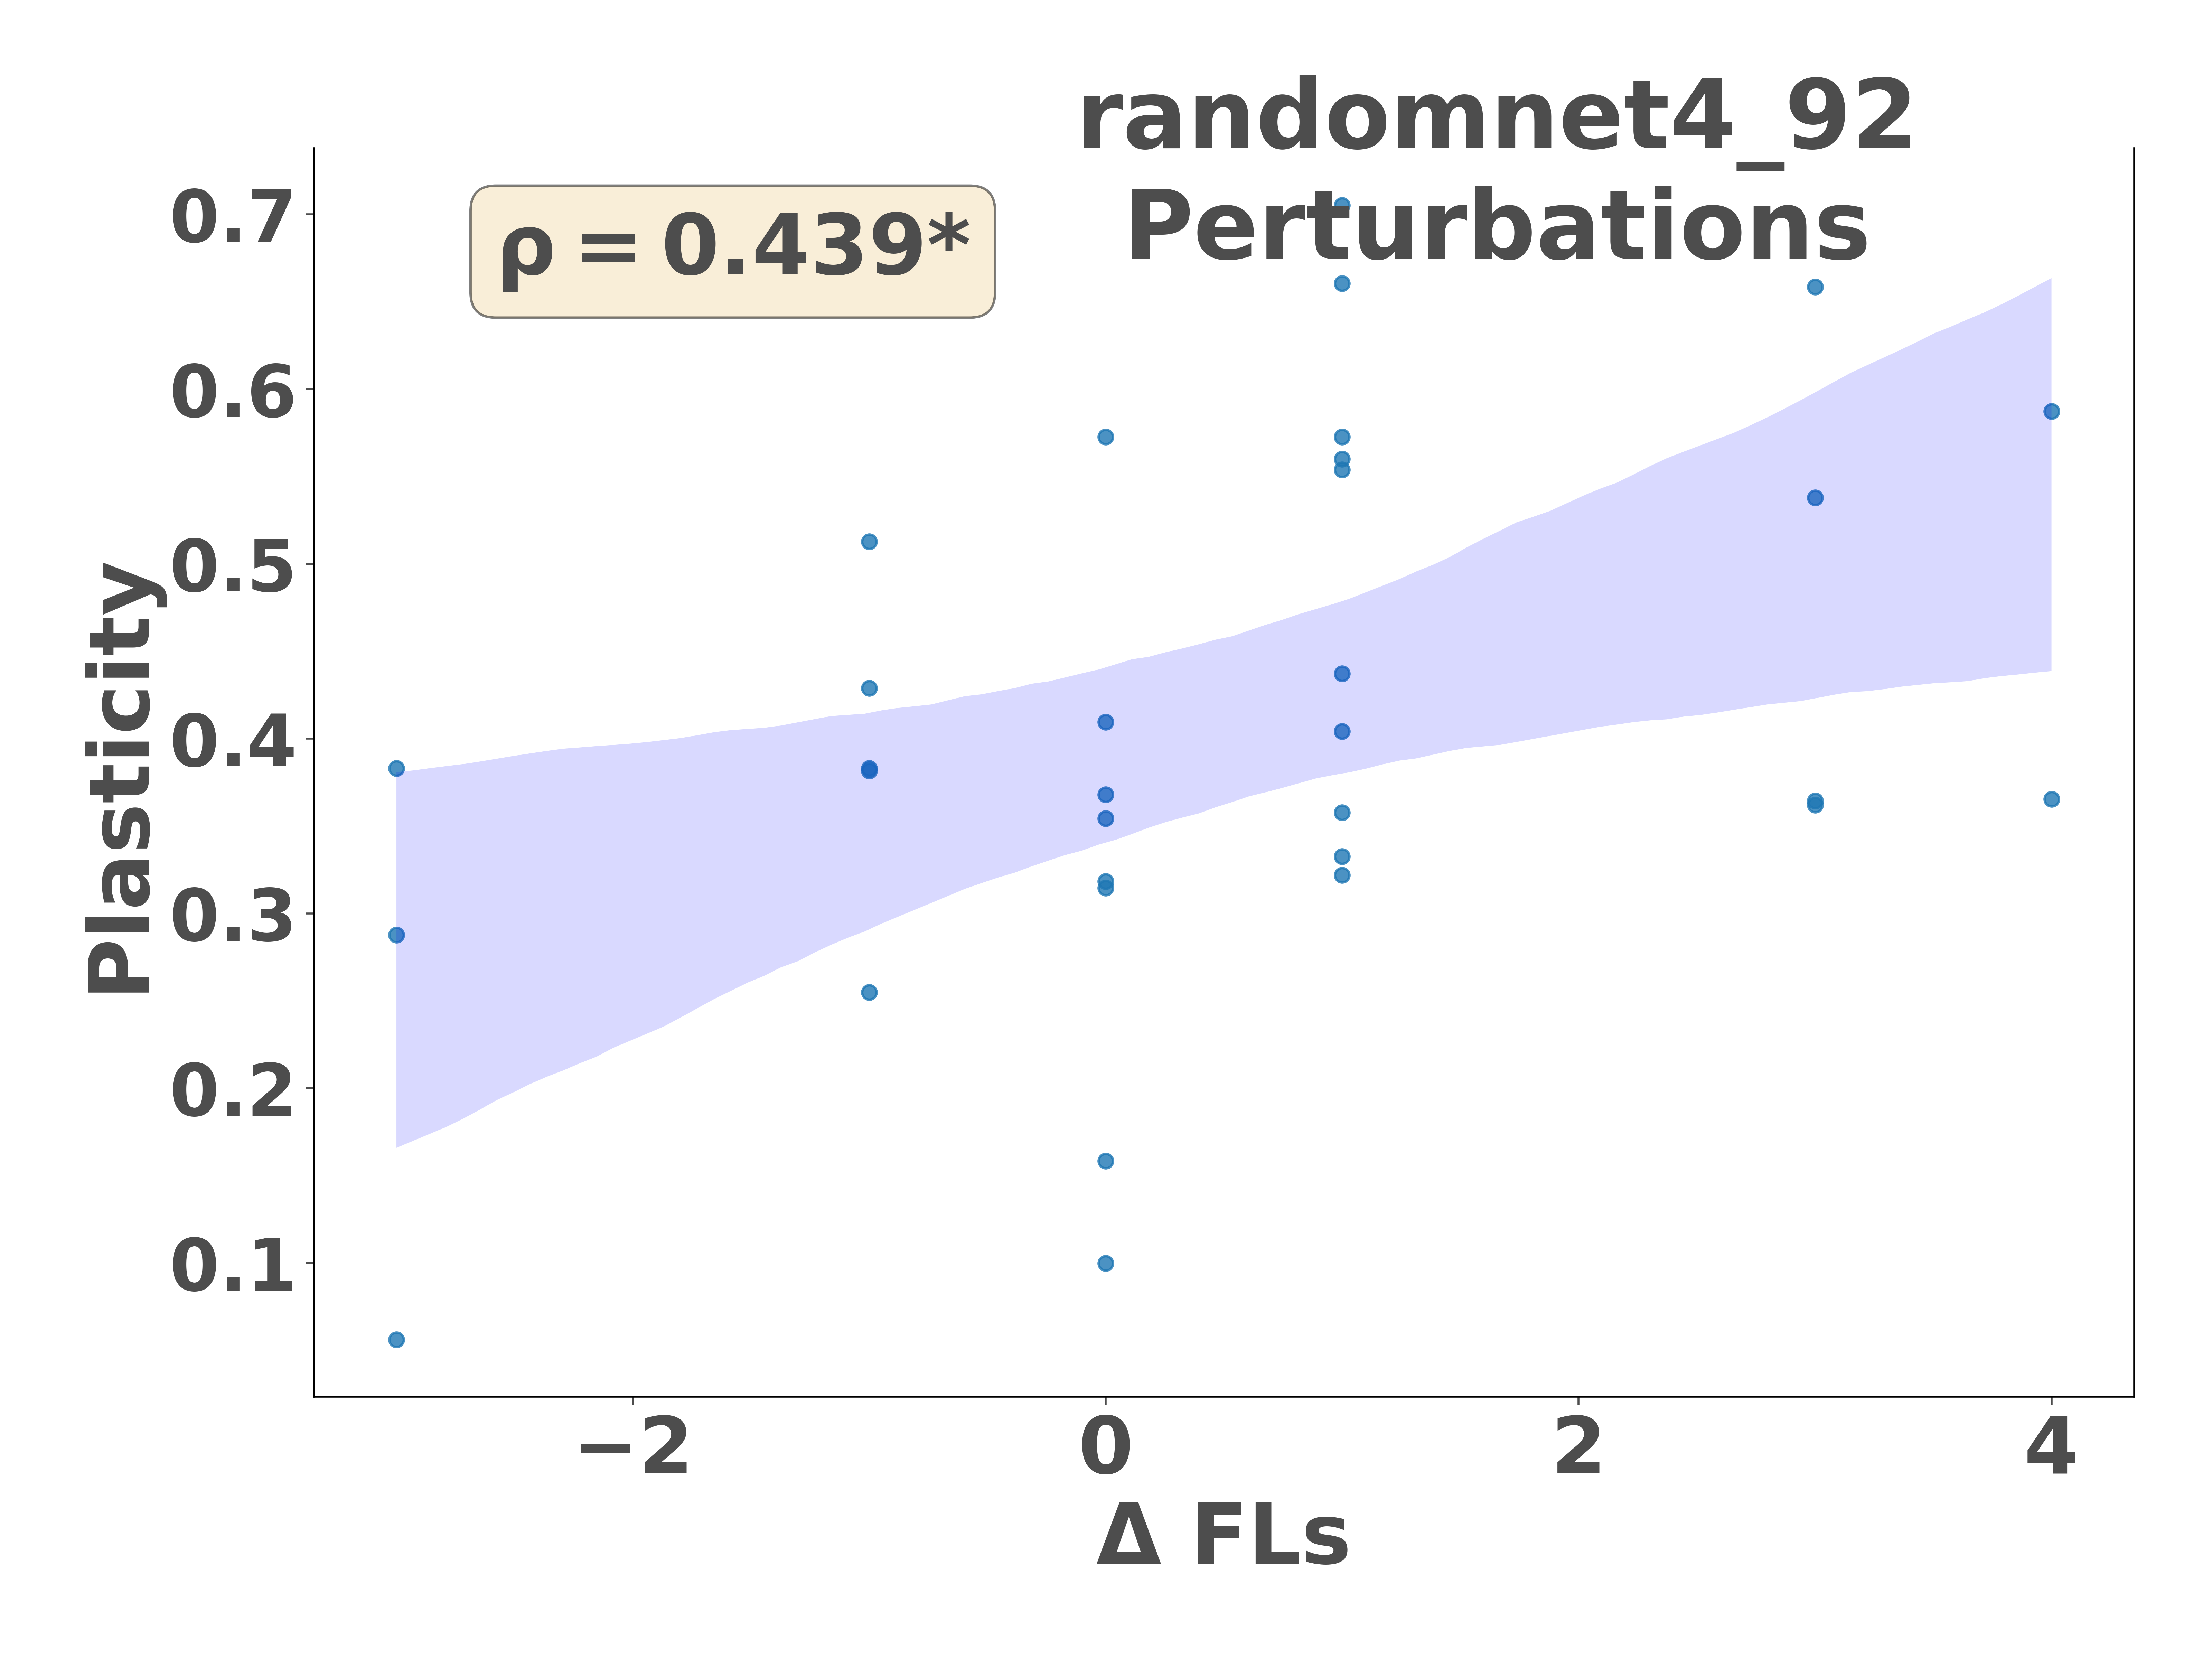 randomnet4_92
Perturbations
ρ = 0.439*
0.7
0.6
0.5
0.4
0.3
0.2
0.1
Plasticity
−2
0
2
4
Δ FLs